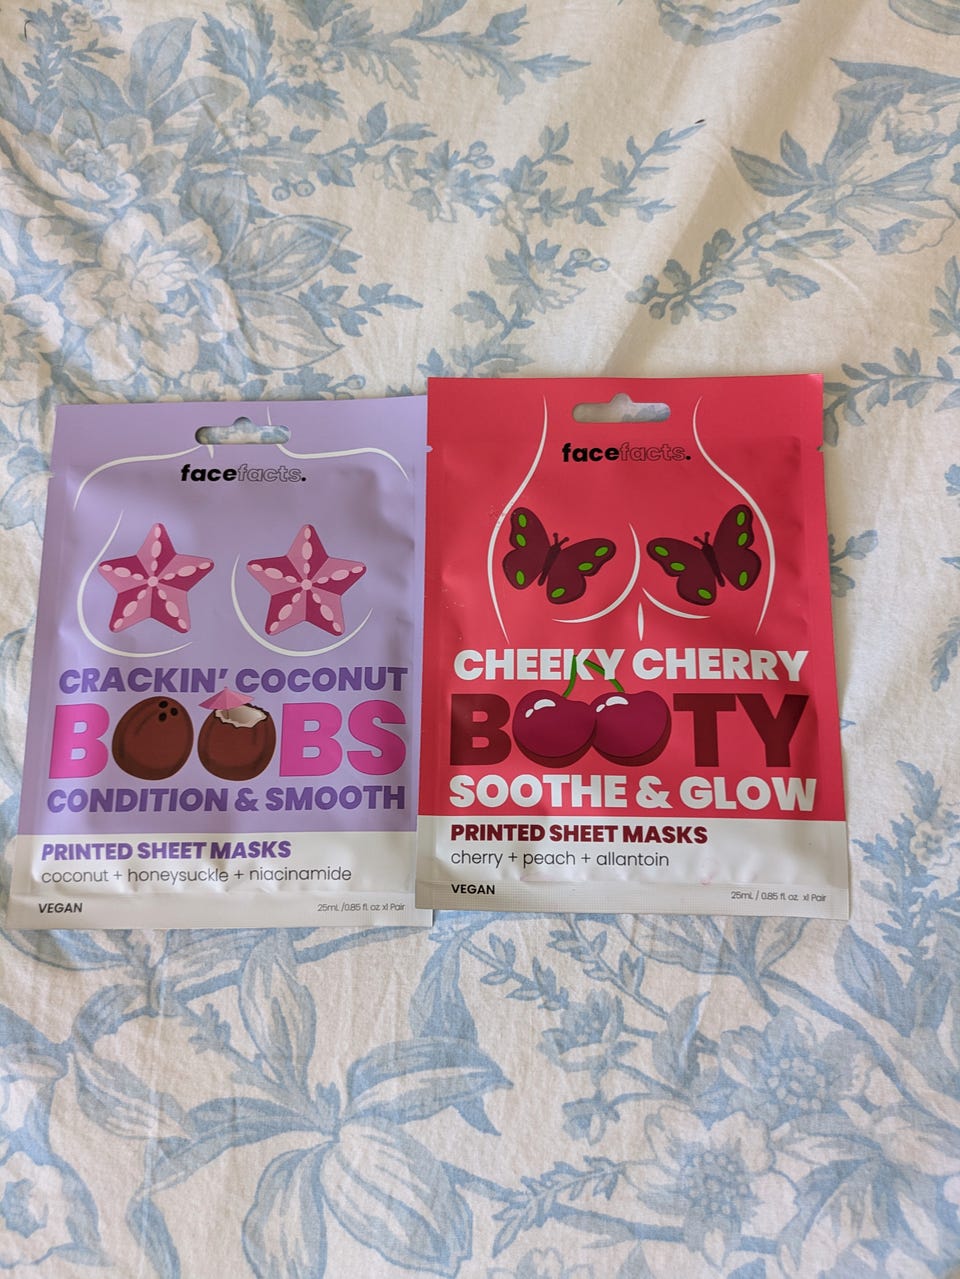 facefacts.
CRACKIN' COCONUT
BOOBS
CONDITION & SMOOTH
PRINTED SHEET MASKS
coconut + honeysuckle + niacinamide
VEGAN
25mL / 0.85 fl. oz x1 Pair
facefacts.
CHEEKY CHERRY
BOOTY
SOOTHE & GLOW
PRINTED SHEET MASKS
cherry + peach + allantoin
VEGAN
25mL / 0.85 fl. oz x1 Pair